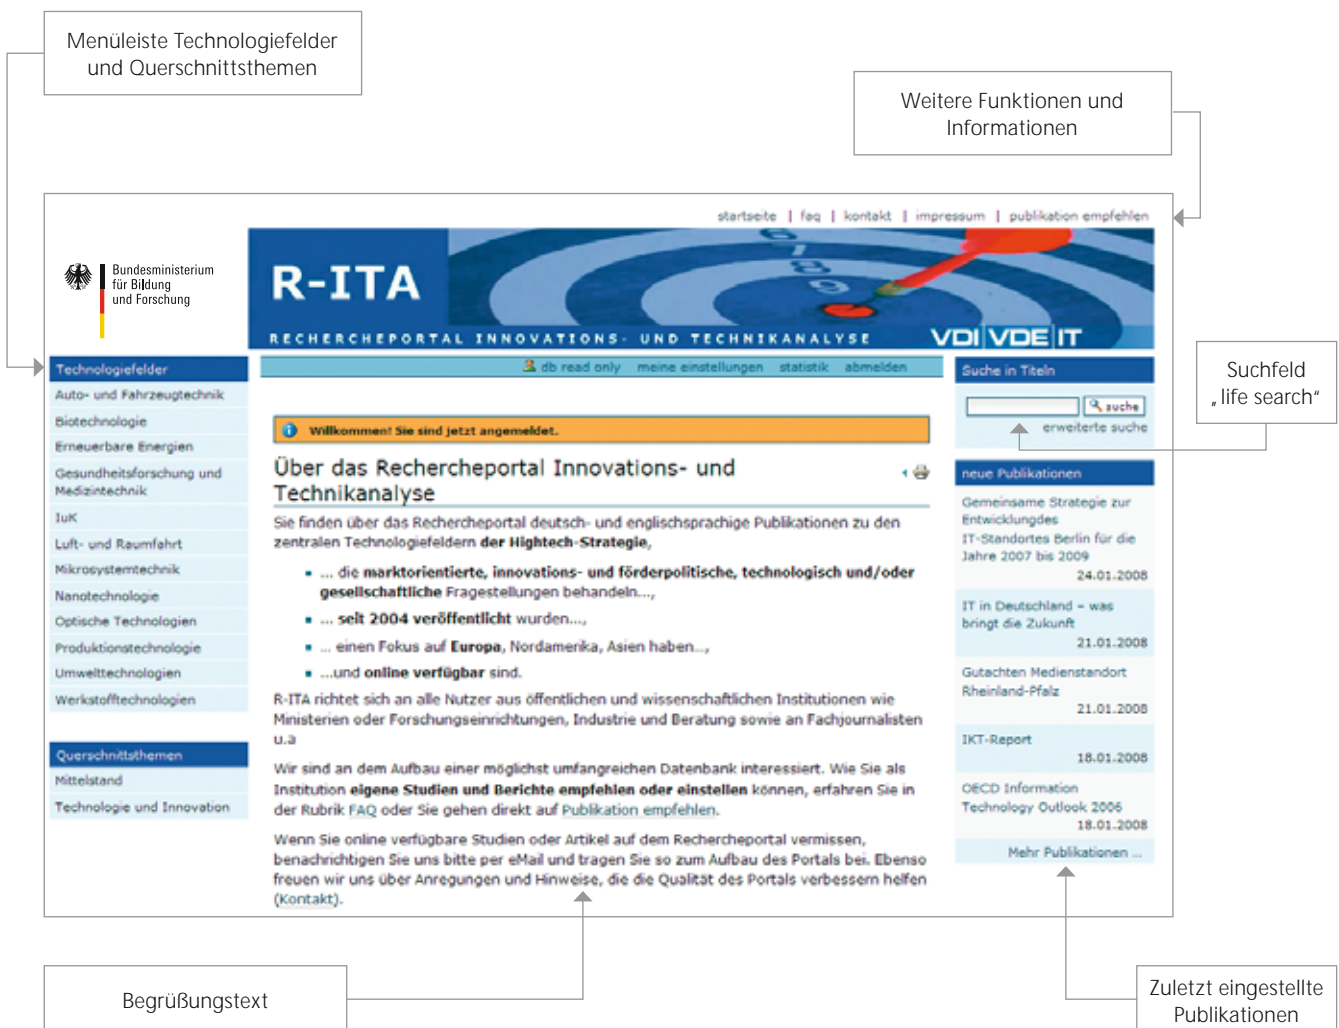 Menüleiste Technologiefelder
und Querschnittsthemen
Weitere Funktionen und
Informationen
startseite | faq | kontakt | impressum | publikation empfehlen
Bundesministerium
für Bildung
und Forschung
R-ITA
RECHERCHEPORTAL INNOVATIONS- UND TECHNIKANALYSE
VDI|VDE|IT
Technologiefelder
Auto- und Fahrzeugtechnik
Biotechnologie
Erneuerbare Energien
Gesundheitsforschung und
Medizintechnik
IuK
Luft- und Raumfahrt
Mikrosystemtechnik
Nanotechnologie
Optische Technologien
Produktionstechnologie
Umwelttechnologien
Werkstofftechnologien
Querschnittsthemen
Mittelstand
Technologie und Innovation
db read only meine einstellungen statistik abmelden
Willkommen! Sie sind jetzt angemeldet.
Über das Rechercheportal Innovations- und
Technikanalyse
Sie finden über das Rechercheportal deutsch- und englischsprachige Publikationen zu den
zentralen Technologiefeldern der Hightech-Strategie,
▪ ... die marktorientierte, innovations- und förderpolitische, technologisch und/oder
gesellschaftliche Fragestellungen behandeln...,
▪ ... seit 2004 veröffentlicht wurden...,
▪ ... einen Fokus auf Europa, Nordamerika, Asien haben...,
▪ ...und online verfügbar sind.
R-ITA richtet sich an alle Nutzer aus öffentlichen und wissenschaftlichen Institutionen wie
Ministerien oder Forschungseinrichtungen, Industrie und Beratung sowie an Fachjournalisten
u.a
Wir sind an dem Aufbau einer möglichst umfangreichen Datenbank interessiert. Wie Sie als
Institution eigene Studien und Berichte empfehlen oder einstellen können, erfahren Sie in
der Rubrik FAQ oder Sie gehen direkt auf Publikation empfehlen.
Wenn Sie online verfügbare Studien oder Artikel auf dem Rechercheportal vermissen,
benachrichtigen Sie uns bitte per eMail und tragen Sie so zum Aufbau des Portals bei. Ebenso
freuen wir uns über Anregungen und Hinweise, die die Qualität des Portals verbessern helfen
(Kontakt).
Suche in Titeln
suche
erweiterte suche
neue Publikationen
Gemeinsame Strategie zur
Entwicklungdes
IT-Standortes Berlin für die
Jahre 2007 bis 2009
24.01.2008
IT in Deutschland – was
bringt die Zukunft
21.01.2008
Gutachten Medienstandort
Rheinland-Pfalz
21.01.2008
IKT-Report
18.01.2008
OECD Information
Technology Outlook 2006
18.01.2008
Mehr Publikationen ...
Suchfeld
„life search“
Begrüßungstext
Zuletzt eingestellte
Publikationen